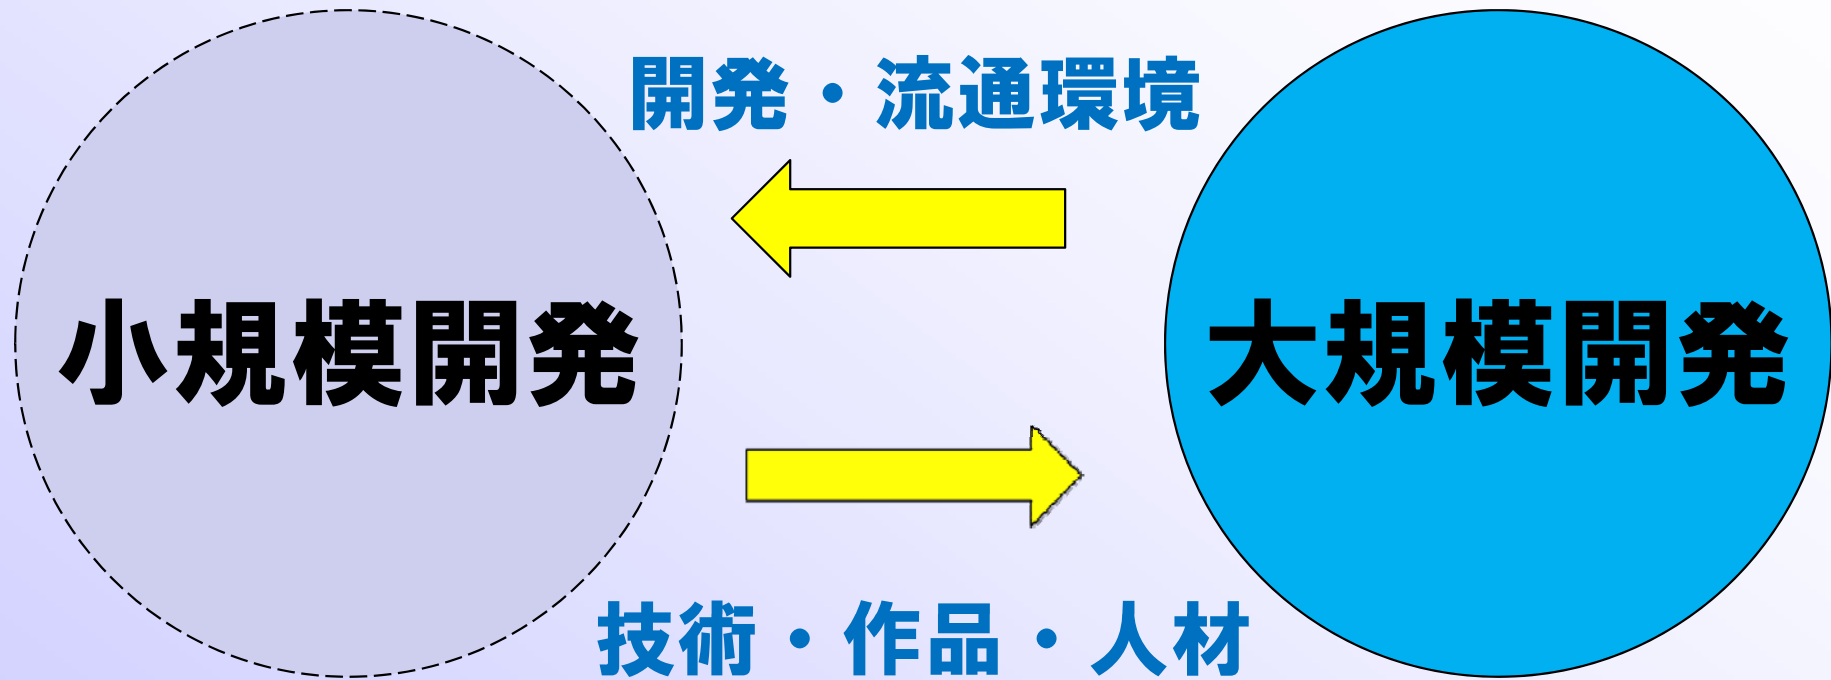 開発・流通環境
小規模開発
大規模開発
技術・作品・人材